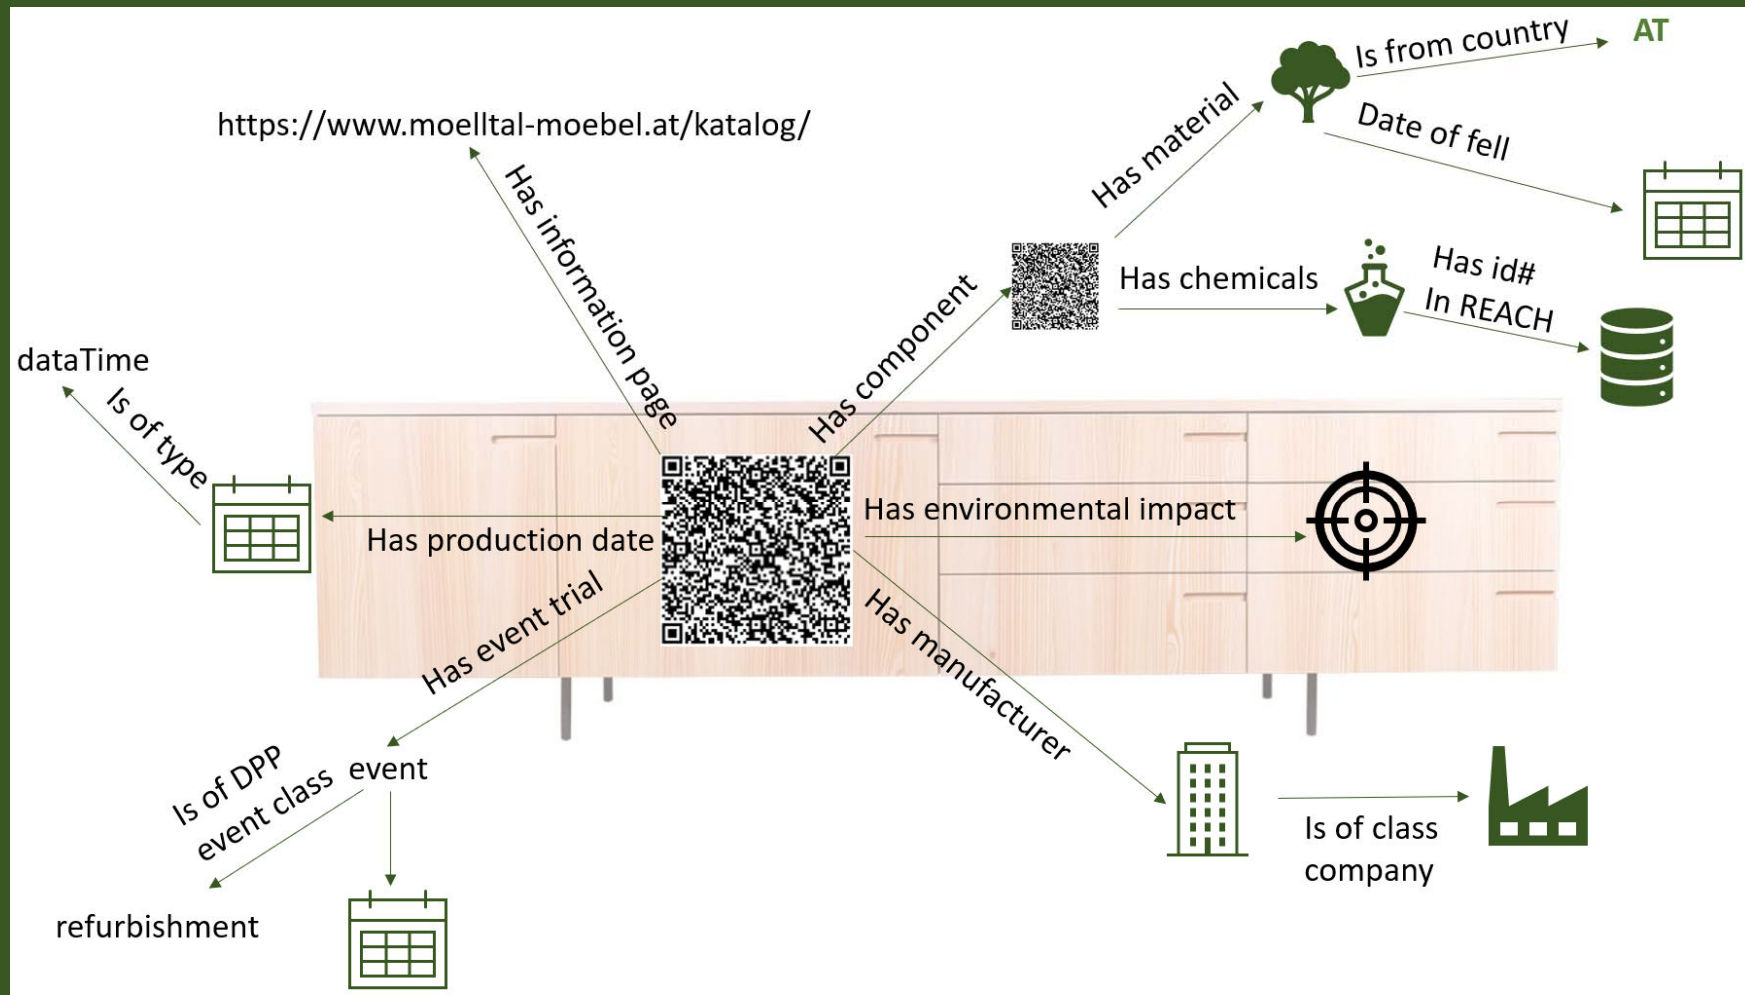 AT
Is from country
https://www.moelltal-moebel.at/katalog/
Has material
Date of fell
Has information page
Has component
Has chemicals
Has id#
In REACH
dataTime
Is of type
Has production date
Has environmental impact
Has event trial
Has manufacturer
event
Is of DPP
event class
refurbishment
Is of class
company